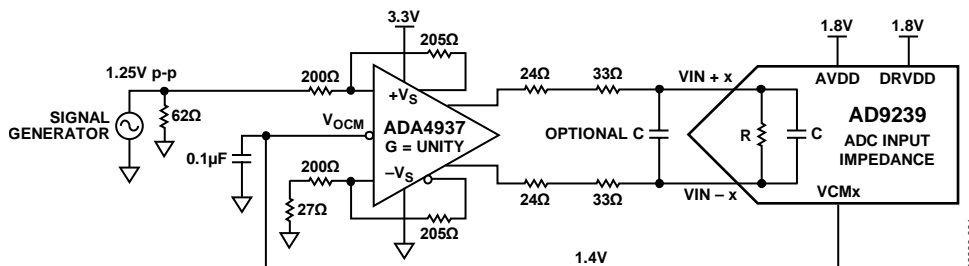 3.3V
1.8V
1.8V
205Ω
1.25V p-p
200Ω
+VS
24Ω
33Ω
VIN + x
AVDD
DRVDD
SIGNAL
GENERATOR
62Ω
VOCM
ADA4937
G = UNITY
OPTIONAL C
R
C
AD9239
ADC INPUT
IMPEDANCE
0.1µF
200Ω
–VS
24Ω
33Ω
VIN – x
VCMx
27Ω
205Ω
1.4V